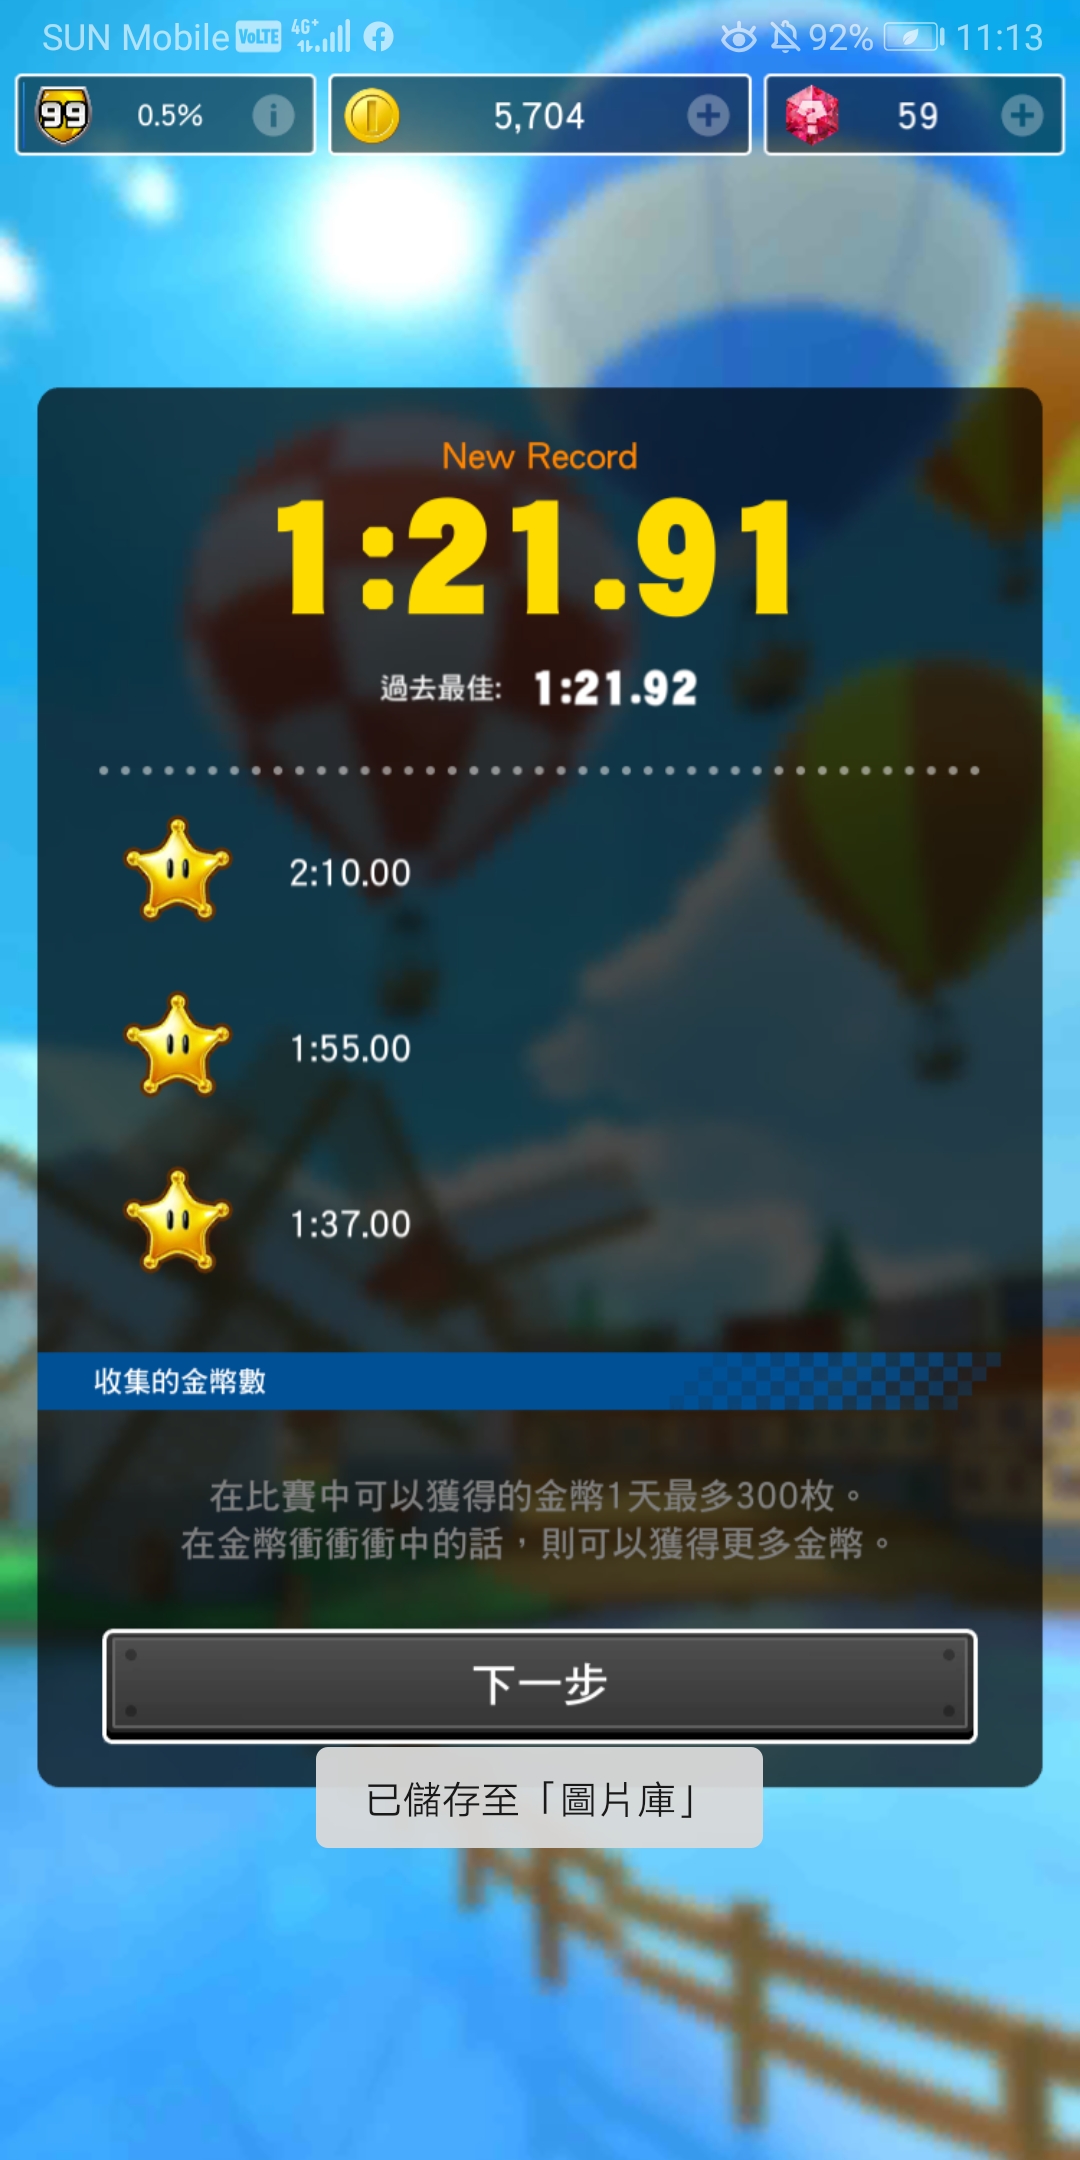 SUN Mobile VoLTE 4G+ 92% 11:13
99 0.5% i 5,704 + ? 59 +
New Record
1:21.91
過去最佳: 1:21.92
2:10.00
1:55.00
1:37.00
收集的金幣數
在比賽中可以獲得的金幣1天最多300枚。
在金幣衝衝衝中的話，則可以獲得更多金幣。
下一步
已儲存至「圖片庫」